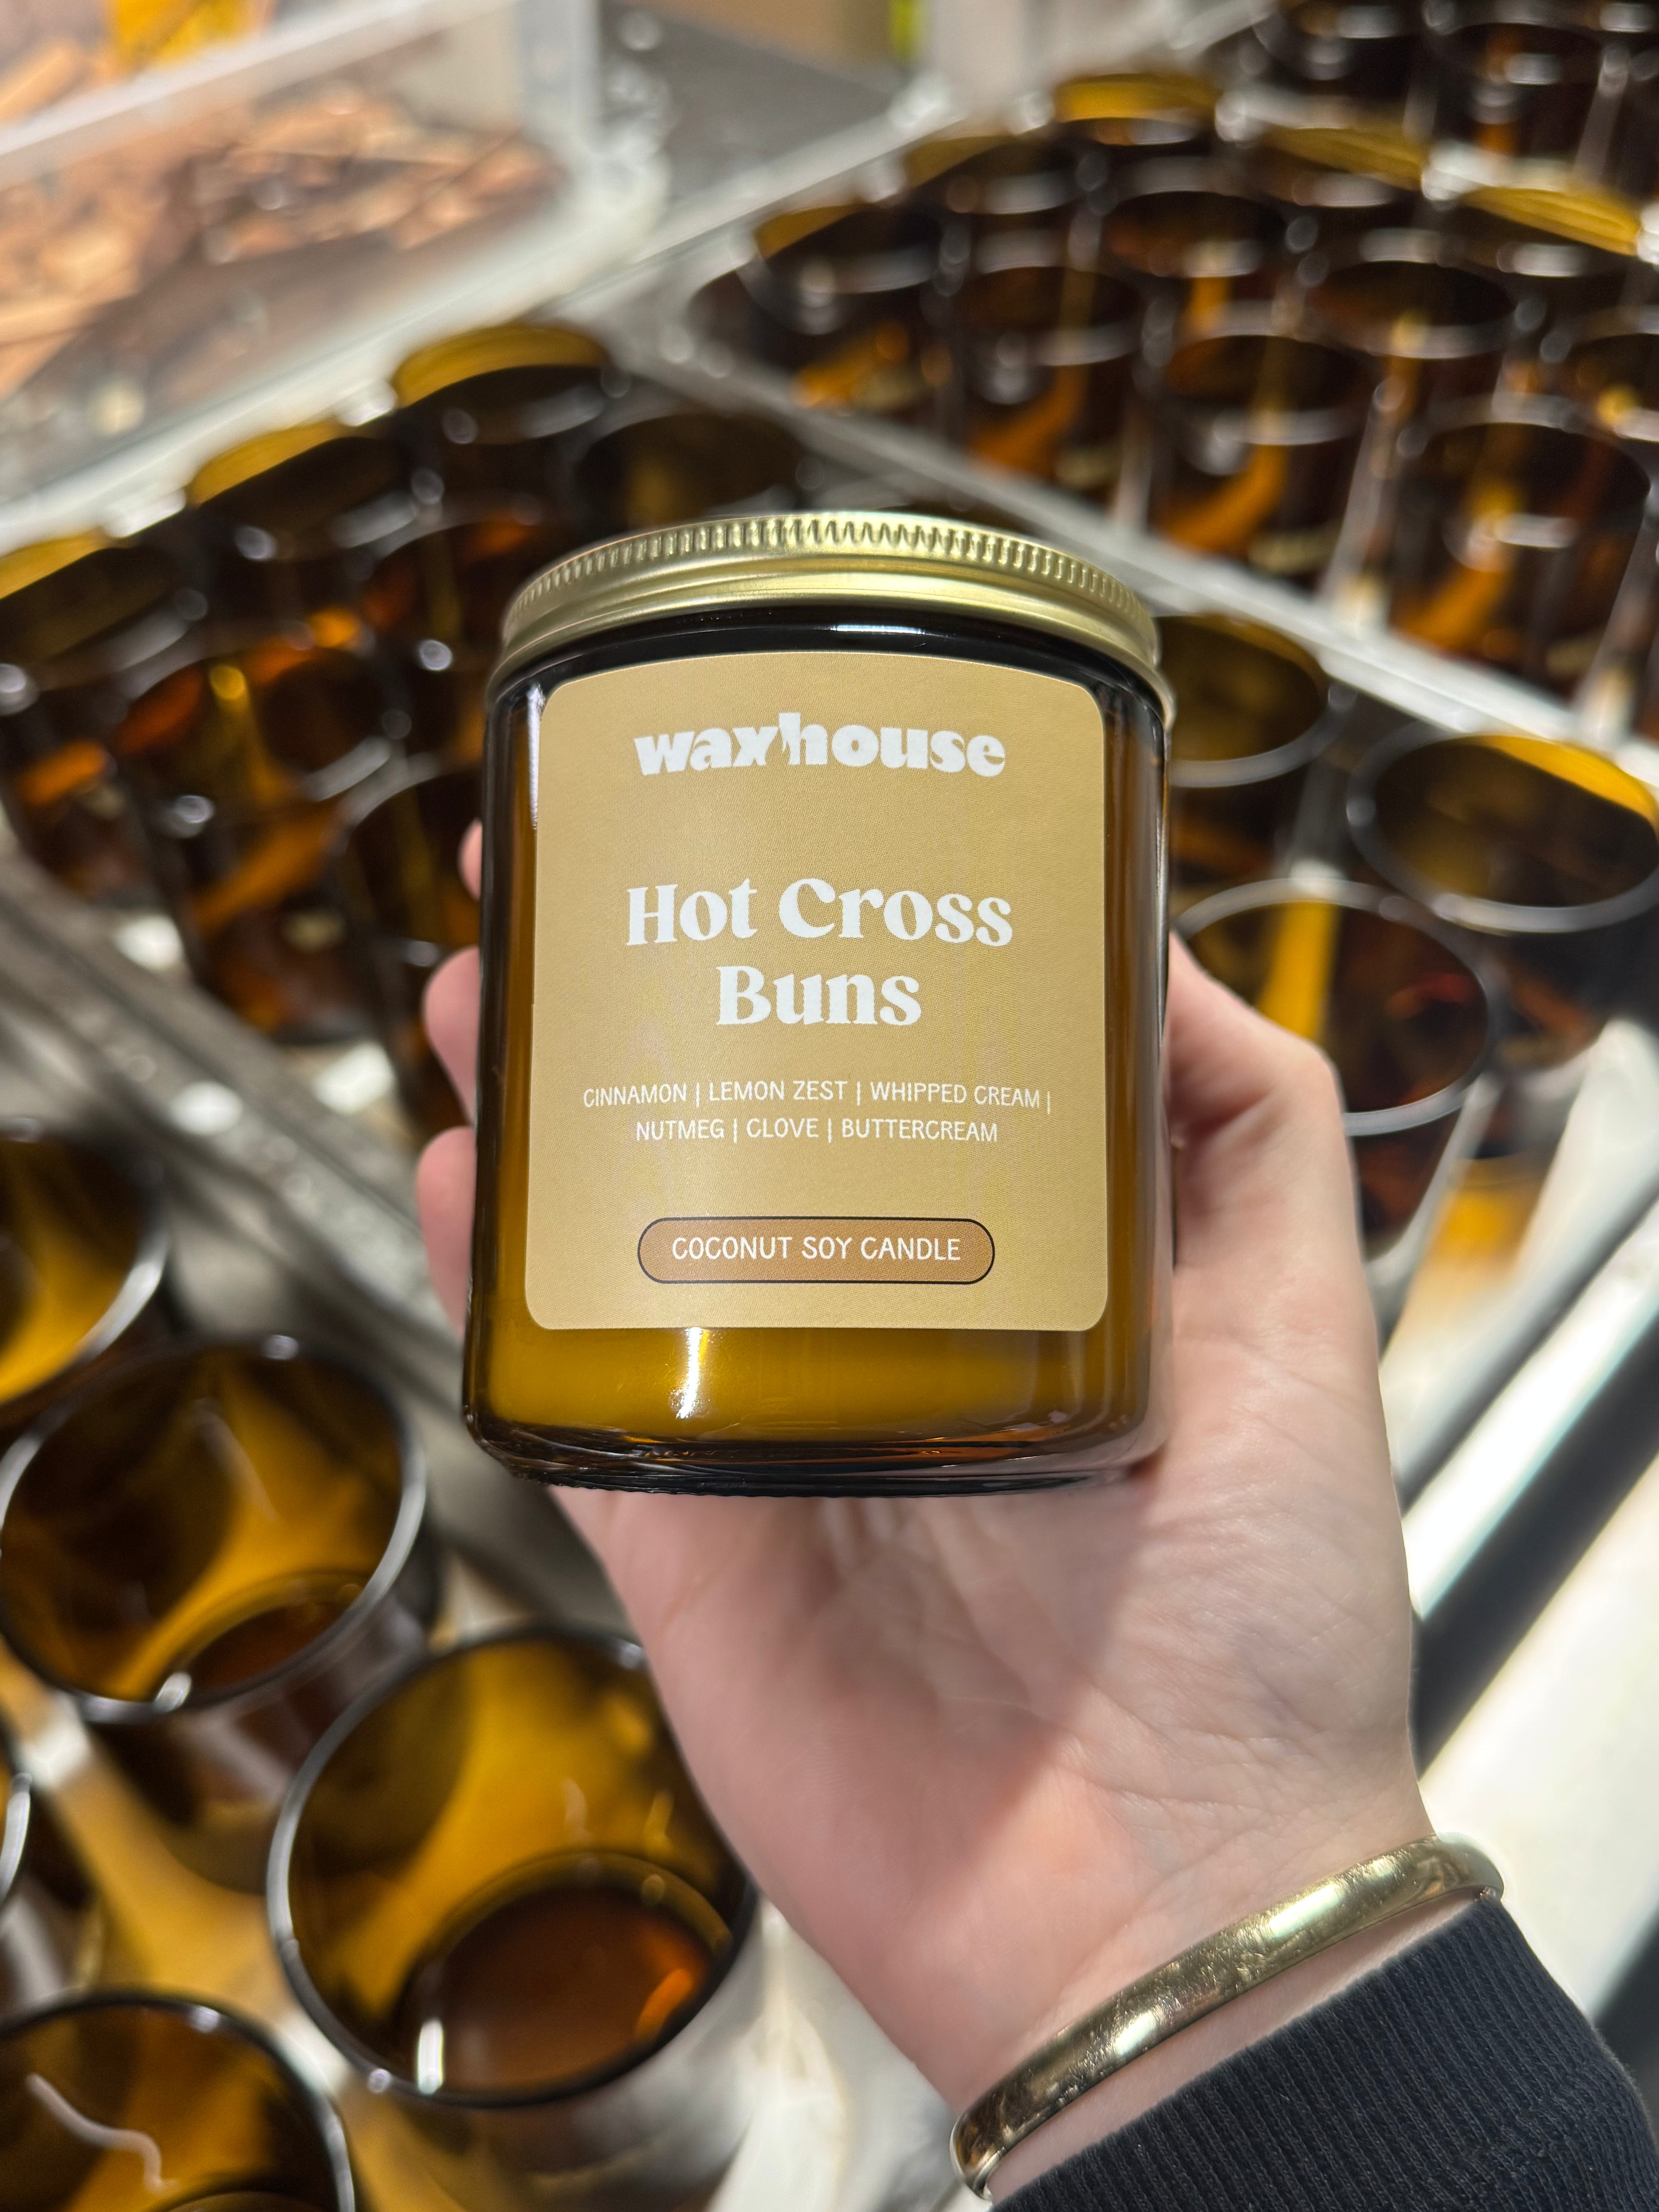 waxhouse
Hot Cross
Buns
CINNAMON | LEMON ZEST | WHIPPED CREAM |
NUTMEG | CLOVE | BUTTERCREAM
COCONUT SOY CANDLE